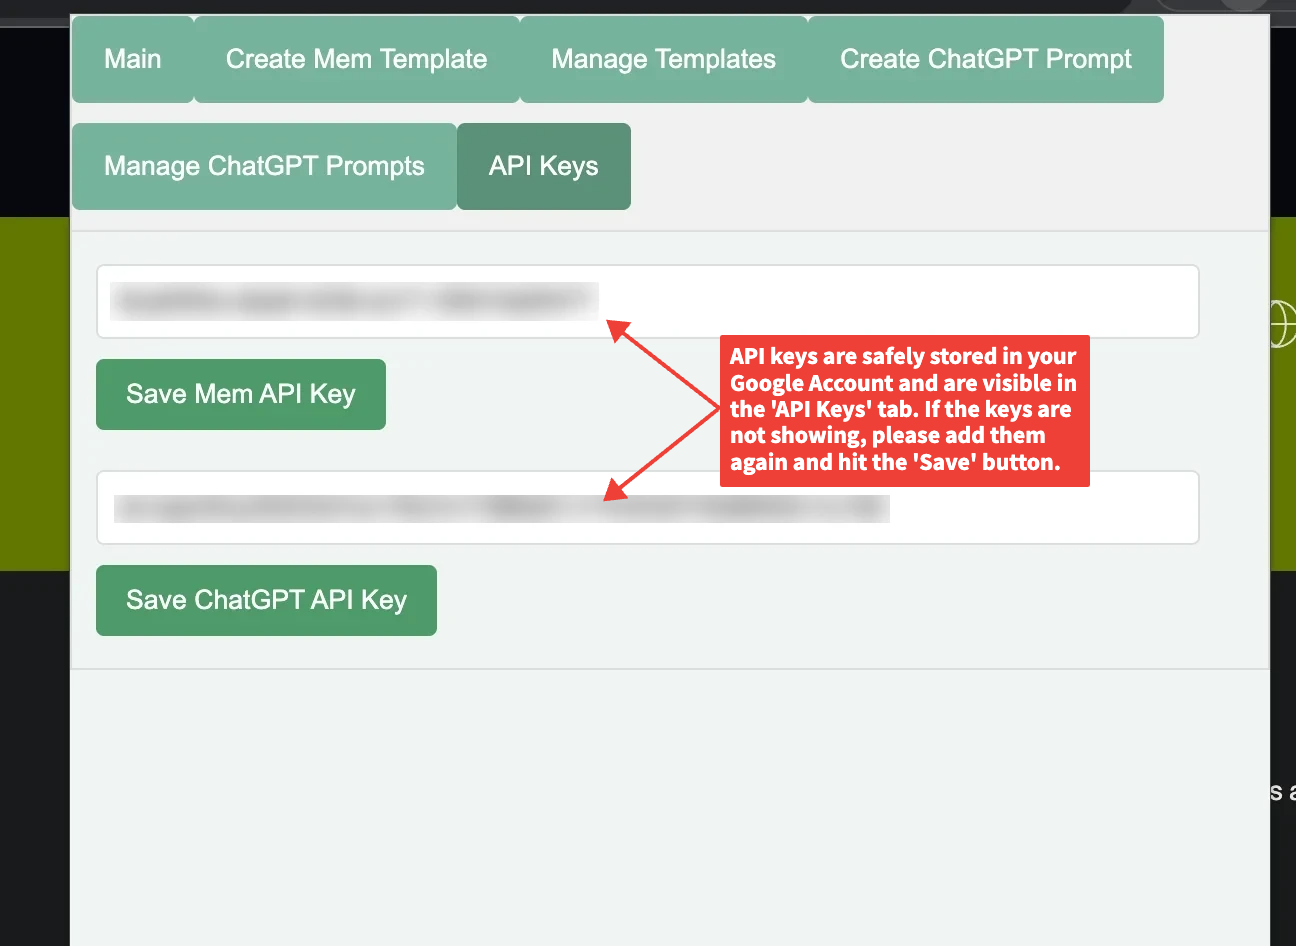 Main
Create Mem Template
Manage Templates
Create ChatGPT Prompt
Manage ChatGPT Prompts
API Keys
API keys are safely stored in your
Google Account and are visible in
the 'API Keys' tab. If the keys are
not showing, please add them
again and hit the 'Save' button.
Save Mem API Key
Save ChatGPT API Key